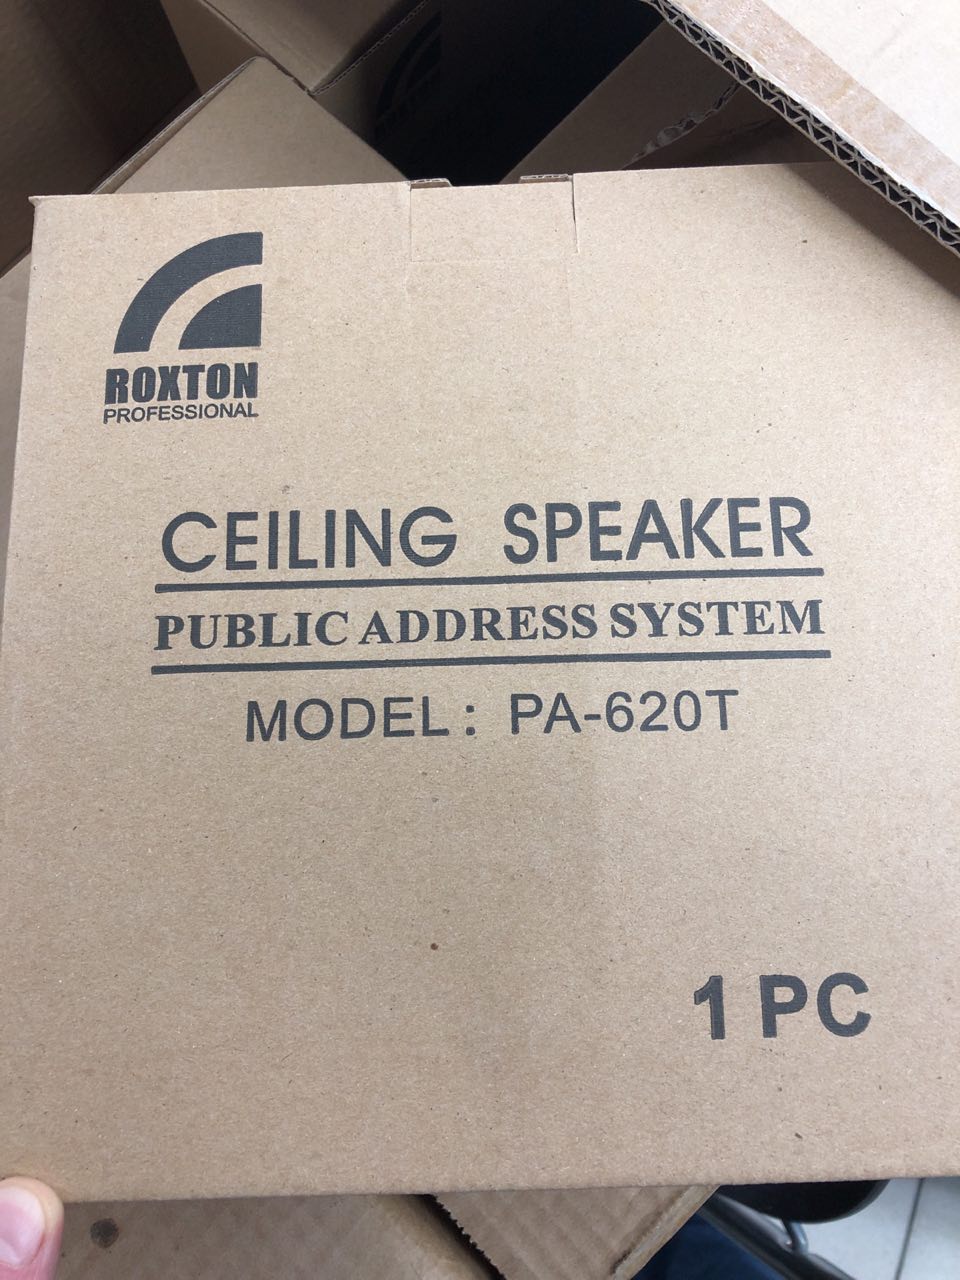 ROXTON
PROFESSIONAL
CEILING SPEAKER
PUBLIC ADDRESS SYSTEM
MODEL: PA-620T
1 PC